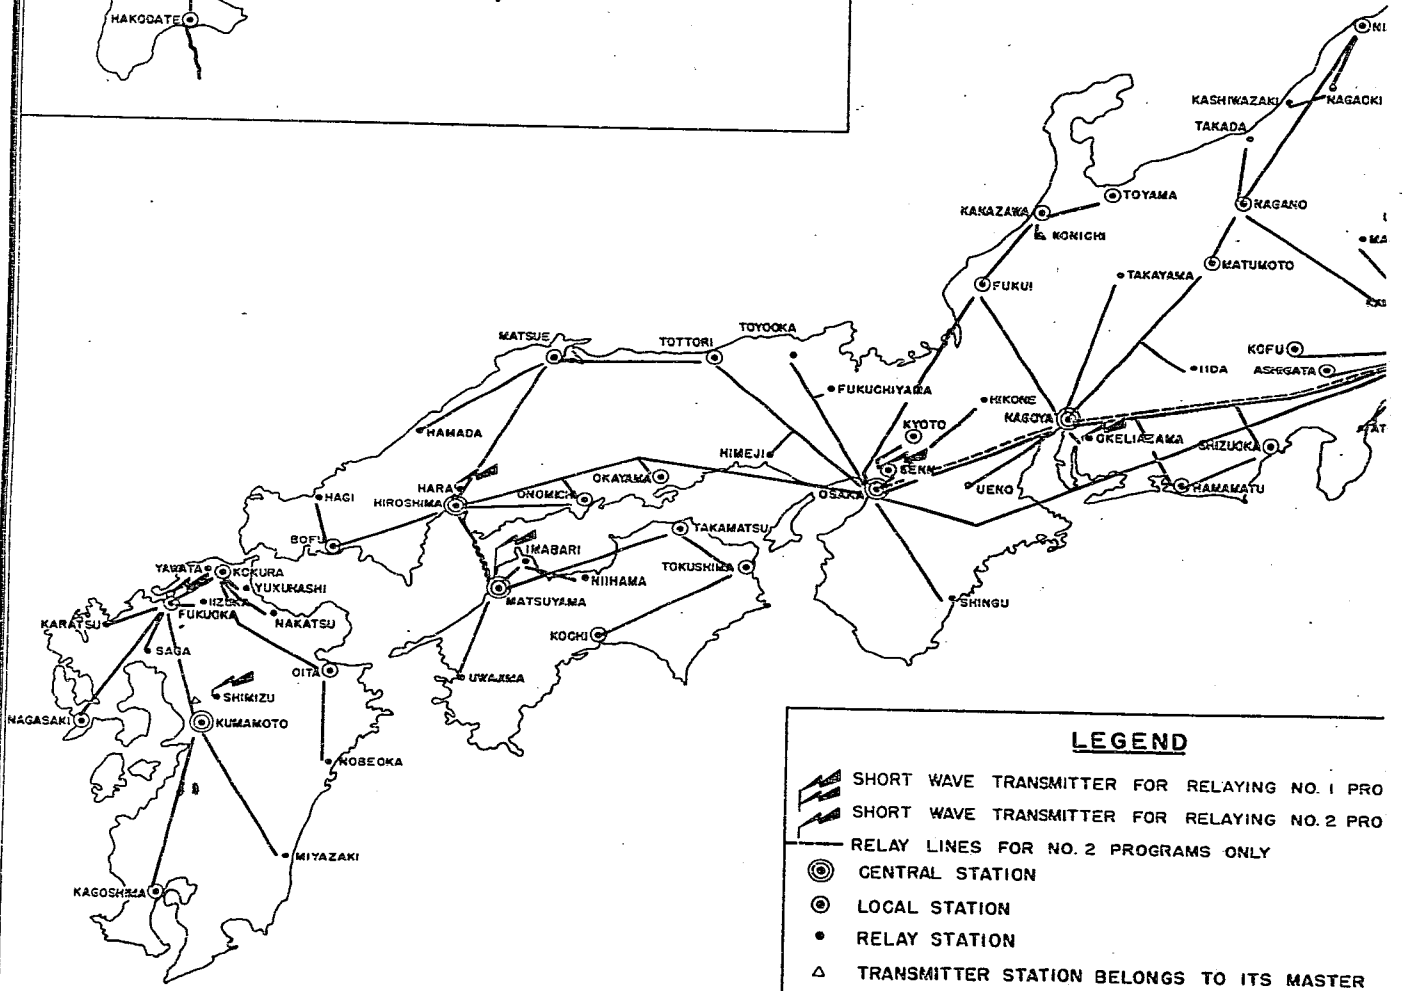 HAKODATE
KASHIWAZAKI
NAGAOKI
TAKADA
TOYAMA
KANAZAWA
NAGANO
KONICHI
MATUMOTO
TAKAYAMA
FUKUI
TOYOOKA
MATSUE
TOTTORI
KOFU
IIDA
ASHIGATA
FUKUCHIYAMA
HIKONE
NAGOYA
KYOTO
HAMADA
SHIZUOKA
HIMEJI
OKAYAMA
HARA
ONOMICHI
UENO
HAMAMATU
OSAKA
HAGI
HIROSHIMA
TAKAMATSU
BOFU
IMABARI
YAWATA
KOKURA
TOKUSHIMA
NIIHAMA
YUKUHASHI
IIZUKA
MATSUYAMA
SHINGU
FUKUOKA
NAKATSU
KARATSU
KOCHI
SAGA
OITA
UWAJIMA
SHIMIZU
NAGASAKI
KUMAMOTO
NOBEOKA
MIYAZAKI
KAGOSHIMA
LEGEND
SHORT WAVE TRANSMITTER FOR RELAYING NO. 1 PRO
SHORT WAVE TRANSMITTER FOR RELAYING NO. 2 PRO
RELAY LINES FOR NO. 2 PROGRAMS ONLY
CENTRAL STATION
LOCAL STATION
RELAY STATION
TRANSMITTER STATION BELONGS TO ITS MASTER